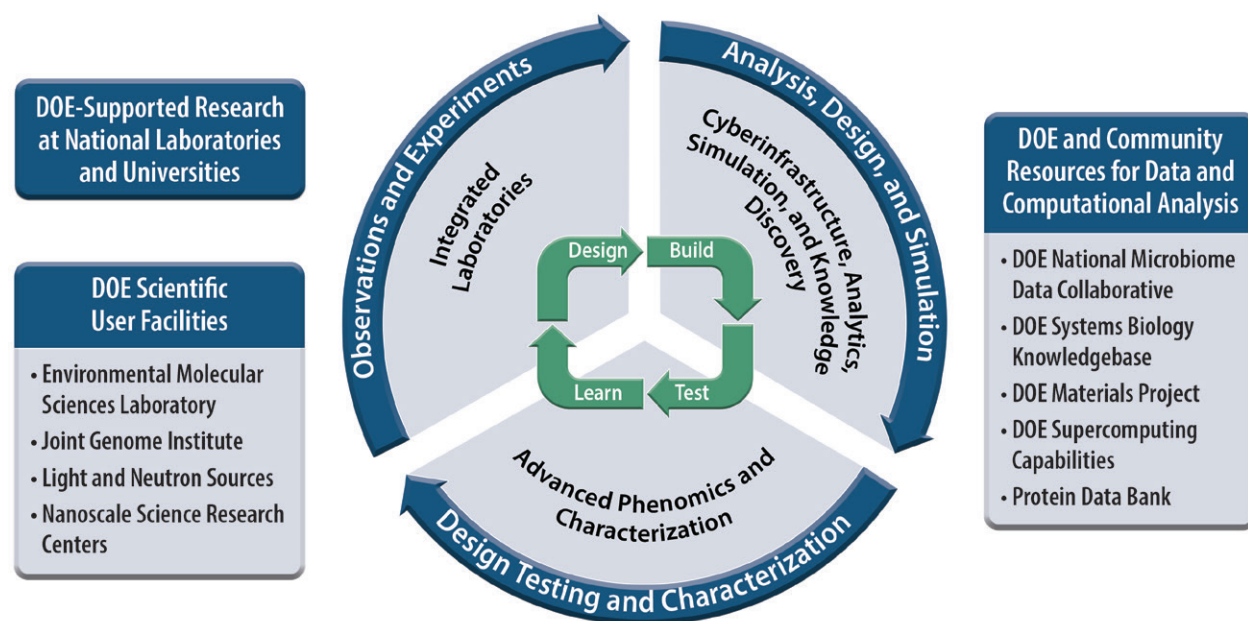 DOE-Supported Research
at National Laboratories
and Universities
DOE Scientific
User Facilities
• Environmental Molecular
Sciences Laboratory
• Joint Genome Institute
• Light and Neutron Sources
• Nanoscale Science Research
Centers
Observations and Experiments
Integrated
Laboratories
Analysis, Design, and Simulation
Cyberinfrastructure, Analytics,
Simulation, and Knowledge
Discovery
Design
Build
Test
Learn
Advanced Phenomics and
Characterization
Design Testing and Characterization
DOE and Community
Resources for Data and
Computational Analysis
• DOE National Microbiome
Data Collaborative
• DOE Systems Biology
Knowledgebase
• DOE Materials Project
• DOE Supercomputing
Capabilities
• Protein Data Bank